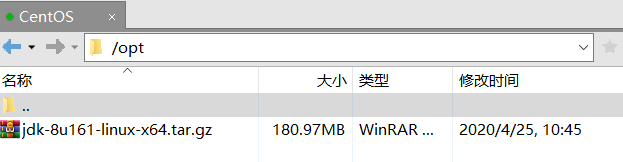 CentOS ×
/opt
名称 大小 类型 修改时间
..
jdk-8u161-linux-x64.tar.gz 180.97MB WinRAR ... 2020/4/25, 10:45